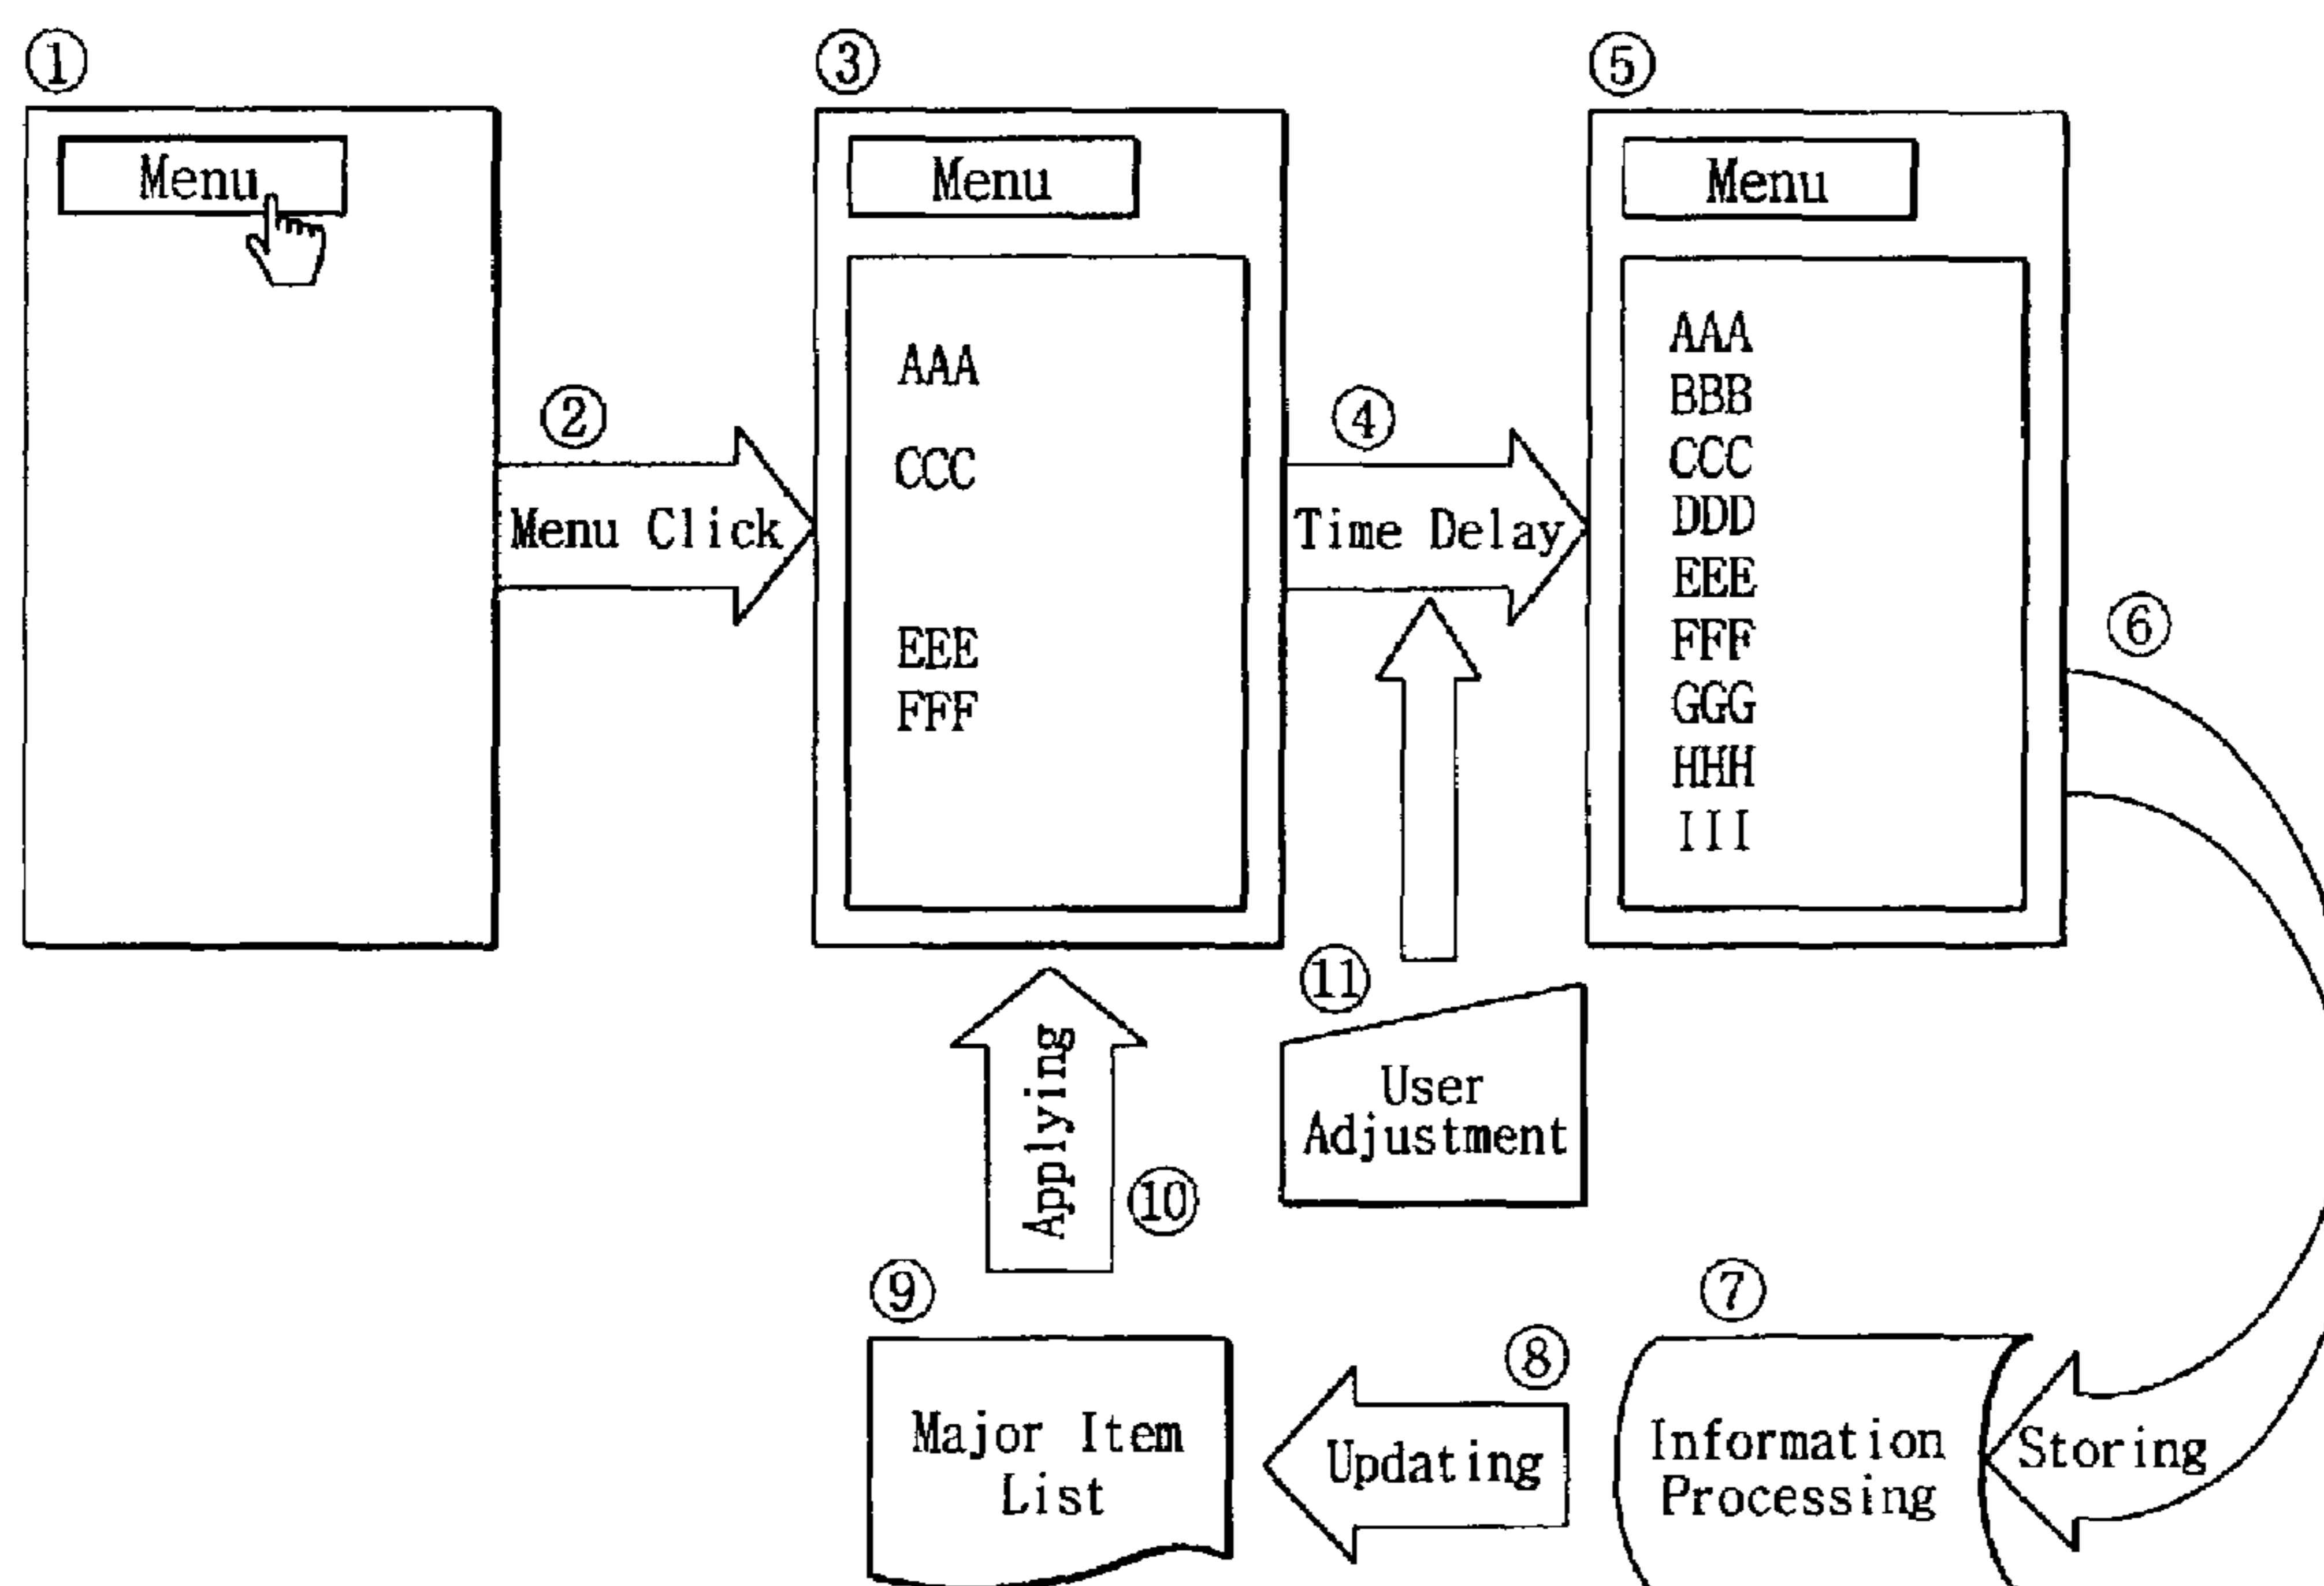 ①
Menu
②
Menu Click
③
Menu
AAA
CCC
EEE
FFF
④
Time Delay
⑤
Menu
AAA
BBB
CCC
DDD
EEE
FFF
GGG
HHH
III
⑥
Storing
⑦
Information
Processing
⑧
Updating
⑨
Major Item
List
⑩
Applying
⑪
User
Adjustment